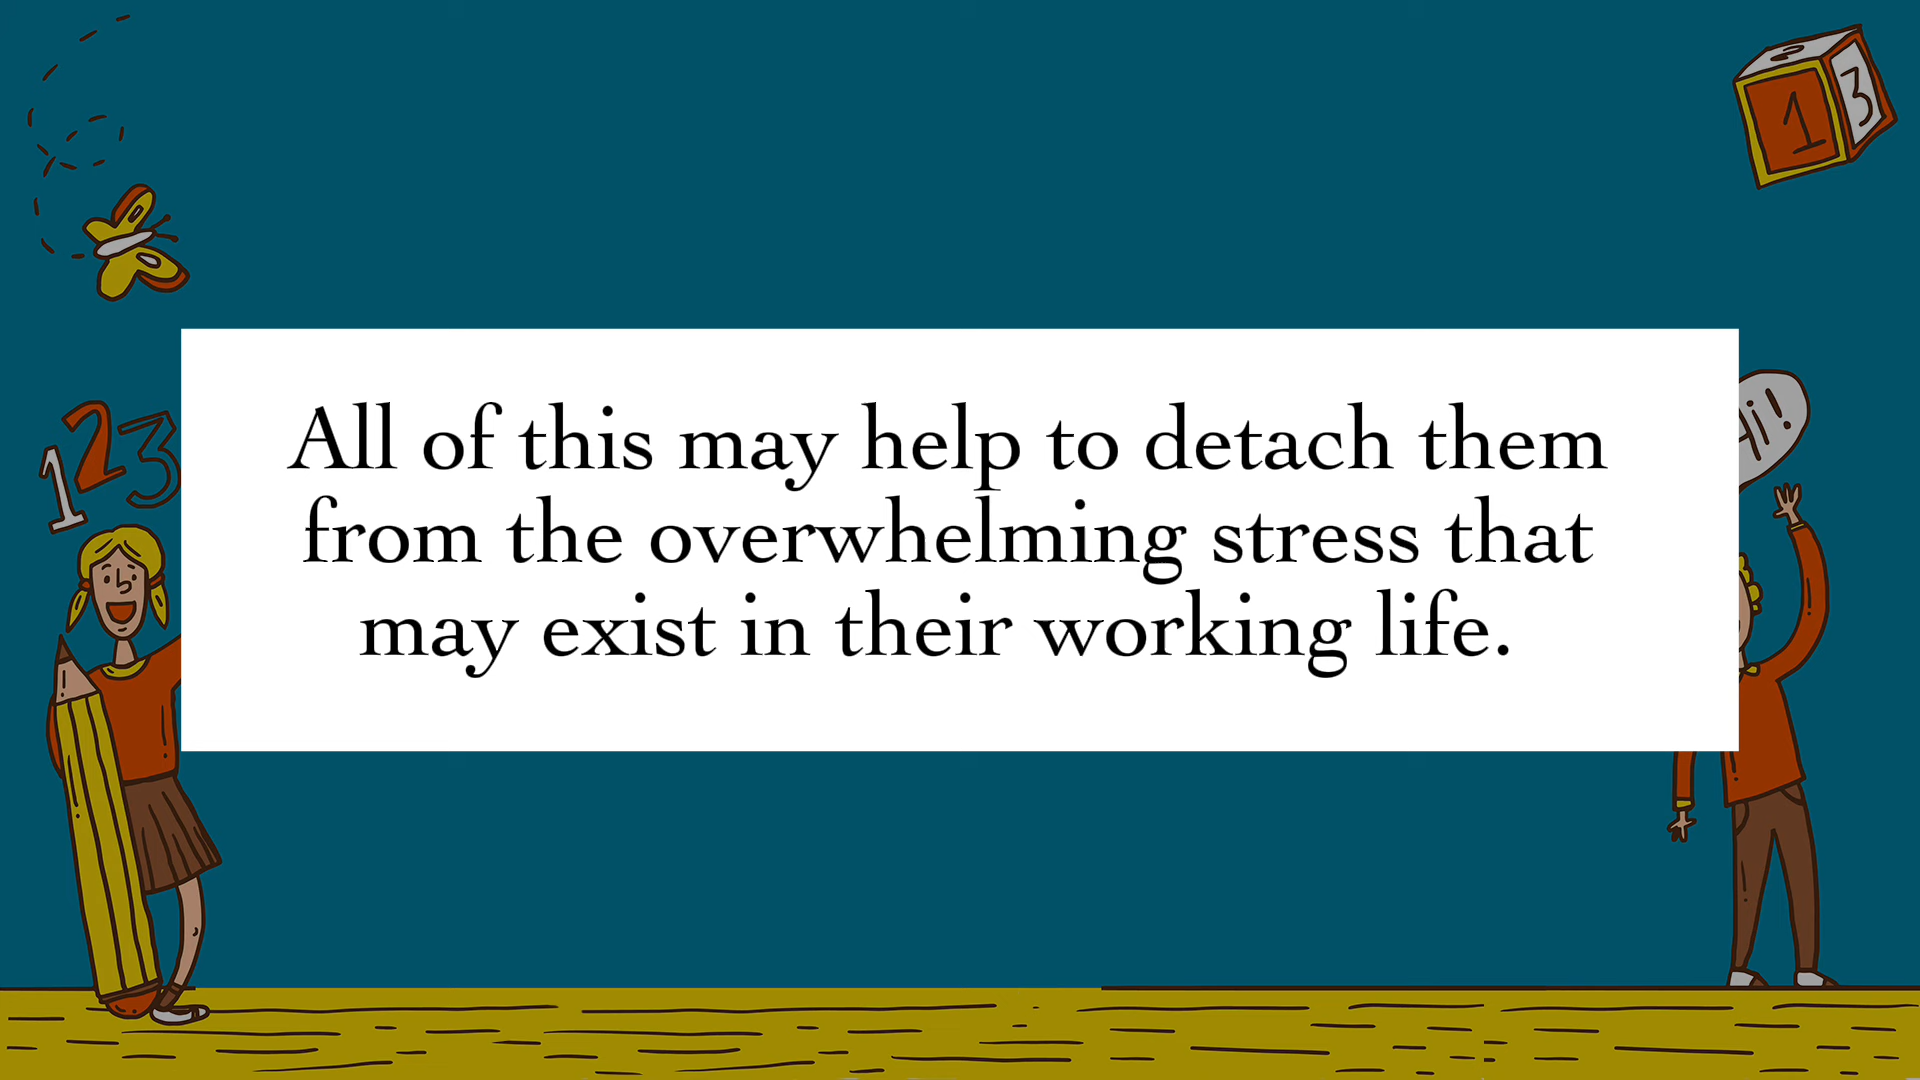 1
3
1
2
3
All of this may help to detach them
from the overwhelming stress that
may exist in their working life.
Hi!